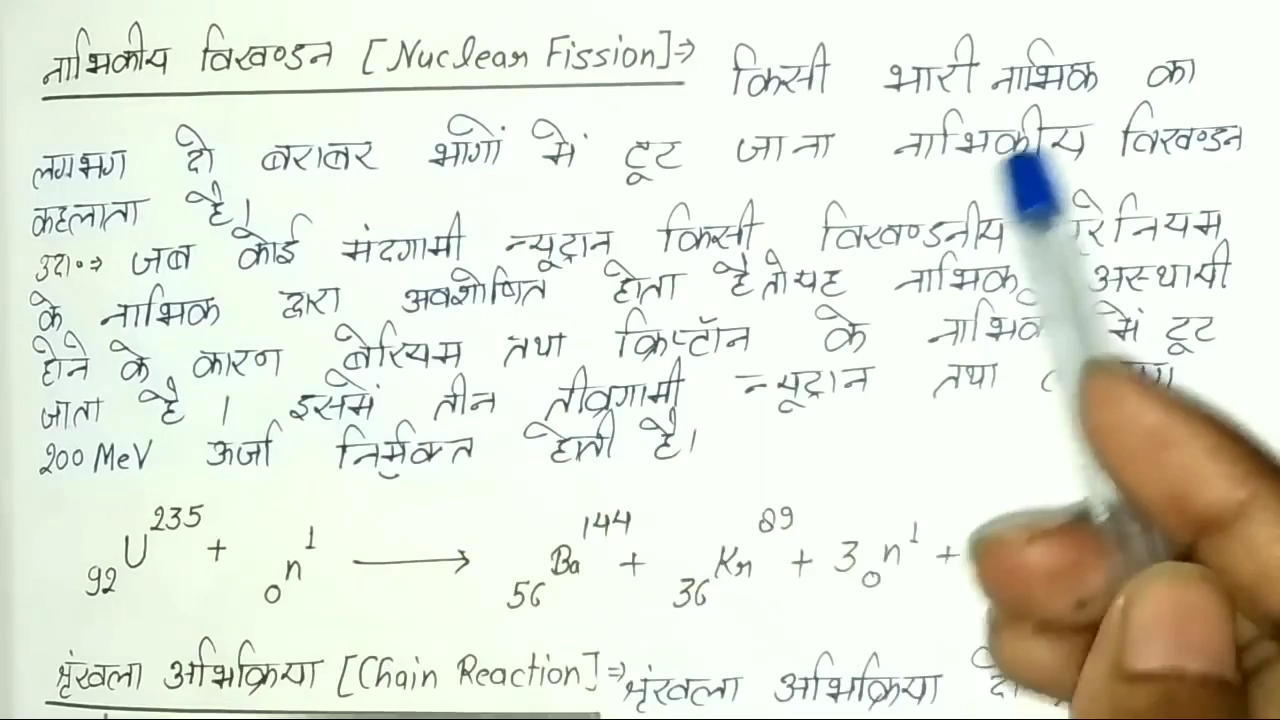 नाभिकीय विखण्डन [Nuclear Fission]⇒ किसी भारी नाभिक का
लगभग दो बराबर भोगों में टूट जाना नाभिकीय विखण्डन
कहलाता है।
उदा०⇒ जब कोई मंदगामी न्यूट्रान किसी विखण्डनीय यूरेनियम
के नाभिक द्वारा अवशोषित होता है तो यह नाभिक अस्थायी
होने के कारण बेरियम तथा क्रिप्टॉन के नाभिक में टूट
जाता है। इसमें तीन तीव्रगामी न्यूट्रान तथा
200 MeV ऊर्जा निर्मुक्त होती है।
₉₂U²³⁵ + ₀n¹ ⟶ ₅₆Ba¹⁴⁴ + ₃₆Kr⁸⁹ + 3₀n¹ +
श्रृंखला अभिक्रिया [Chain Reaction]⇒ श्रृंखला अभिक्रिया